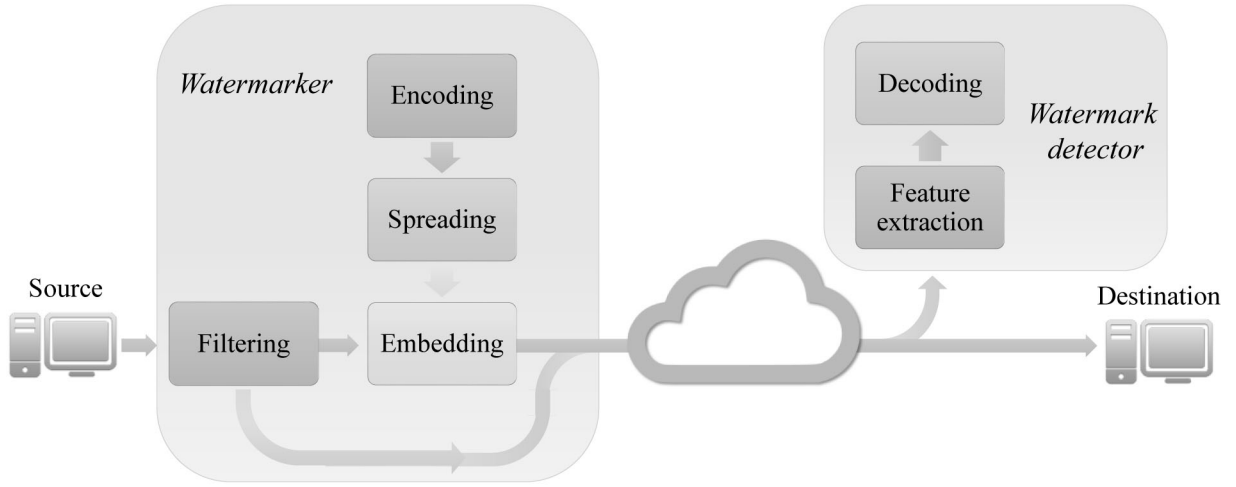 Watermarker
Encoding
Spreading
Source
Filtering
Embedding
Decoding
Watermark
detector
Feature
extraction
Destination